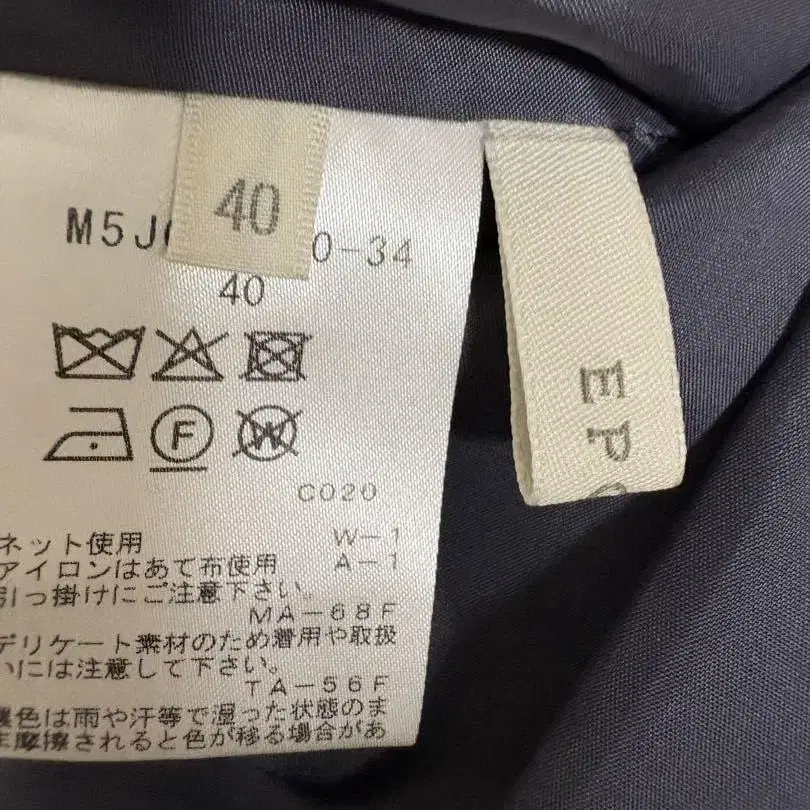 40
M5J 0-34
40
F
W
C020
ネット使用 W-1
アイロンはあて布使用 A-1
引っ掛けにご注意下さい。
MA-68F
デリケート素材のため着用や取扱
いには注意して下さい。
TA-56F
濃色は雨や汗等で湿った状態のま
ま摩擦されると色が移る場合があ
EPO